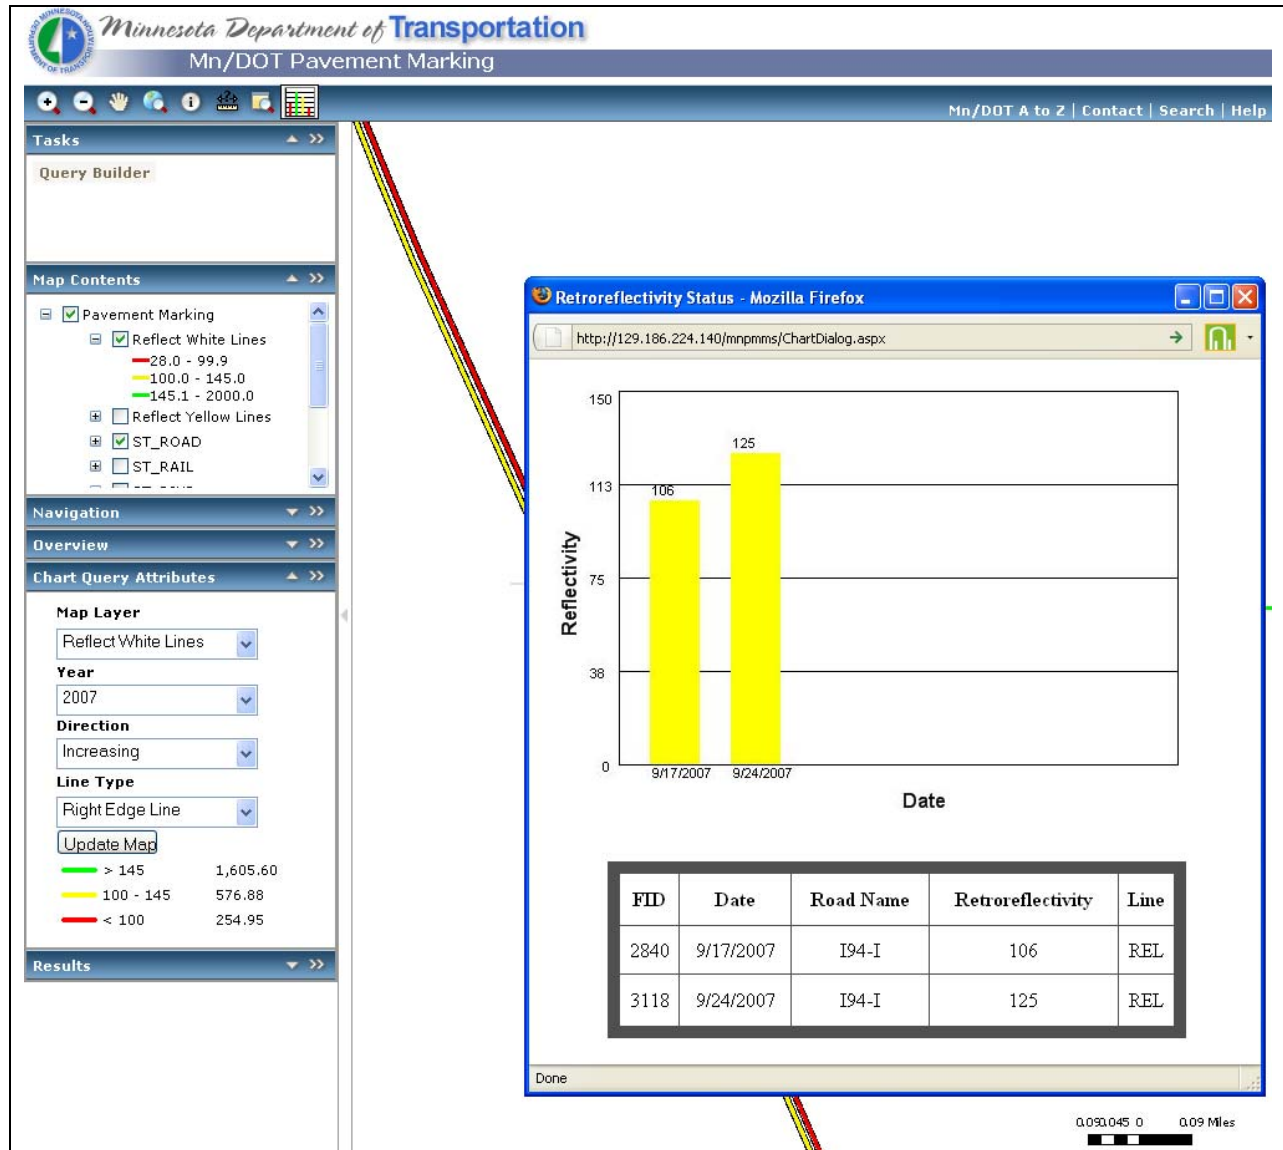 Minnesota Department of Transportation
Mn/DOT Pavement Marking
Mn/DOT A to Z | Contact | Search | Help
Tasks
Query Builder
Map Contents
Pavement Marking
Reflect White Lines
28.0 - 99.9
100.0 - 145.0
145.1 - 2000.0
Reflect Yellow Lines
ST_ROAD
ST_RAIL
Navigation
Overview
Chart Query Attributes
Map Layer
Reflect White Lines
Year
2007
Direction
Increasing
Line Type
Right Edge Line
Update Map
> 145 1,605.60
100 - 145 576.88
< 100 254.95
Results
Retroreflectivity Status - Mozilla Firefox
http://129.186.224.140/mnpmms/ChartDialog.aspx
150
113
75
38
0
Reflectivity
106
125
9/17/2007 9/24/2007
Date
FID Date Road Name Retroreflectivity Line
2840 9/17/2007 I94-I 106 REL
3118 9/24/2007 I94-I 125 REL
Done
0 0.09 Miles